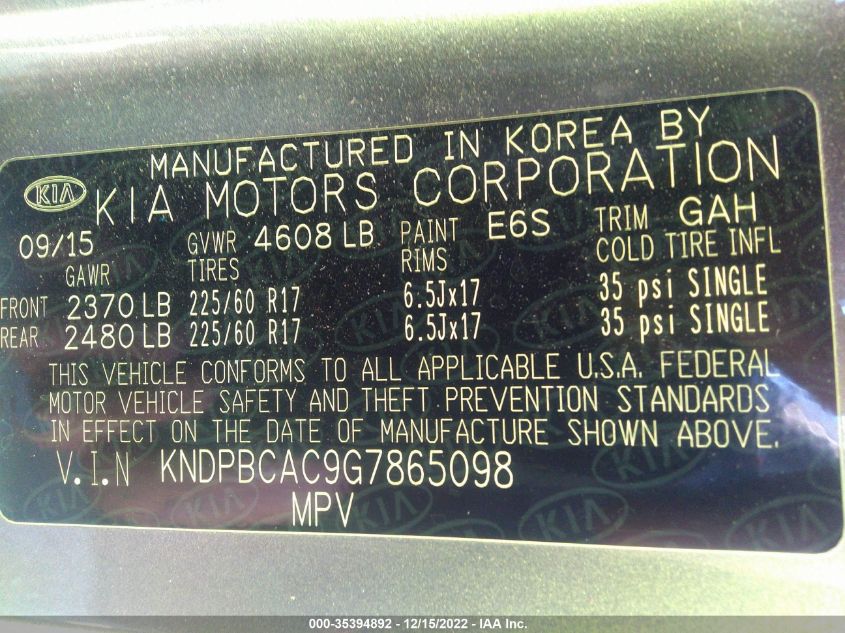 MANUFACTURED IN KOREA BY
KIA KIA MOTORS CORPORATION
09/15 GVWR 4608 LB PAINT E6S TRIM GAH
GAWR TIRES RIMS COLD TIRE INFL
FRONT 2370 LB 225/60 R17 6.5Jx17 35 psi SINGLE
REAR 2480 LB 225/60 R17 6.5Jx17 35 psi SINGLE
THIS VEHICLE CONFORMS TO ALL APPLICABLE U.S.A. FEDERAL
MOTOR VEHICLE SAFETY AND THEFT PREVENTION STANDARDS
IN EFFECT ON THE DATE OF MANUFACTURE SHOWN ABOVE.
V.I.N KNDPBCAC9G7865098
MPV
000-35394892 - 12/15/2022 - IAA Inc.